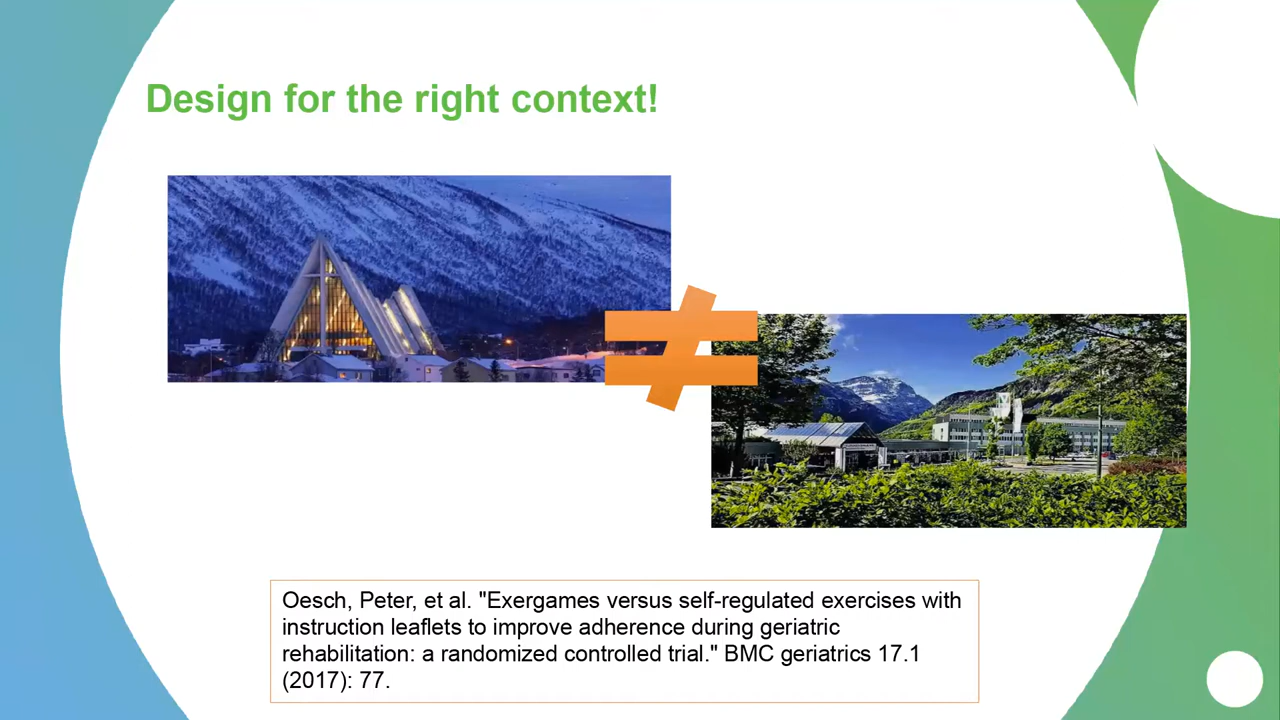 Design for the right context!
Oesch, Peter, et al. "Exergames versus self-regulated exercises with
instruction leaflets to improve adherence during geriatric
rehabilitation: a randomized controlled trial." BMC geriatrics 17.1
(2017): 77.